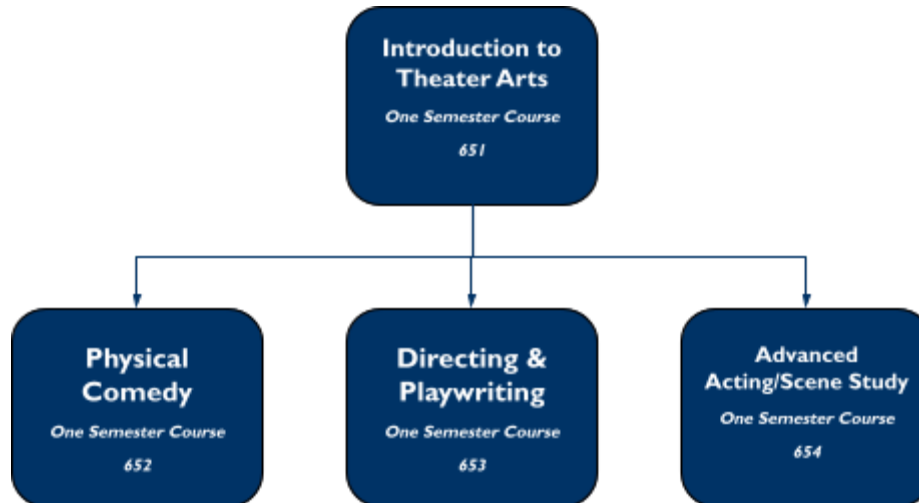 Introduction to
Theater Arts
One Semester Course
651
Physical
Comedy
One Semester Course
652
Directing &
Playwriting
One Semester Course
653
Advanced
Acting/Scene Study
One Semester Course
654